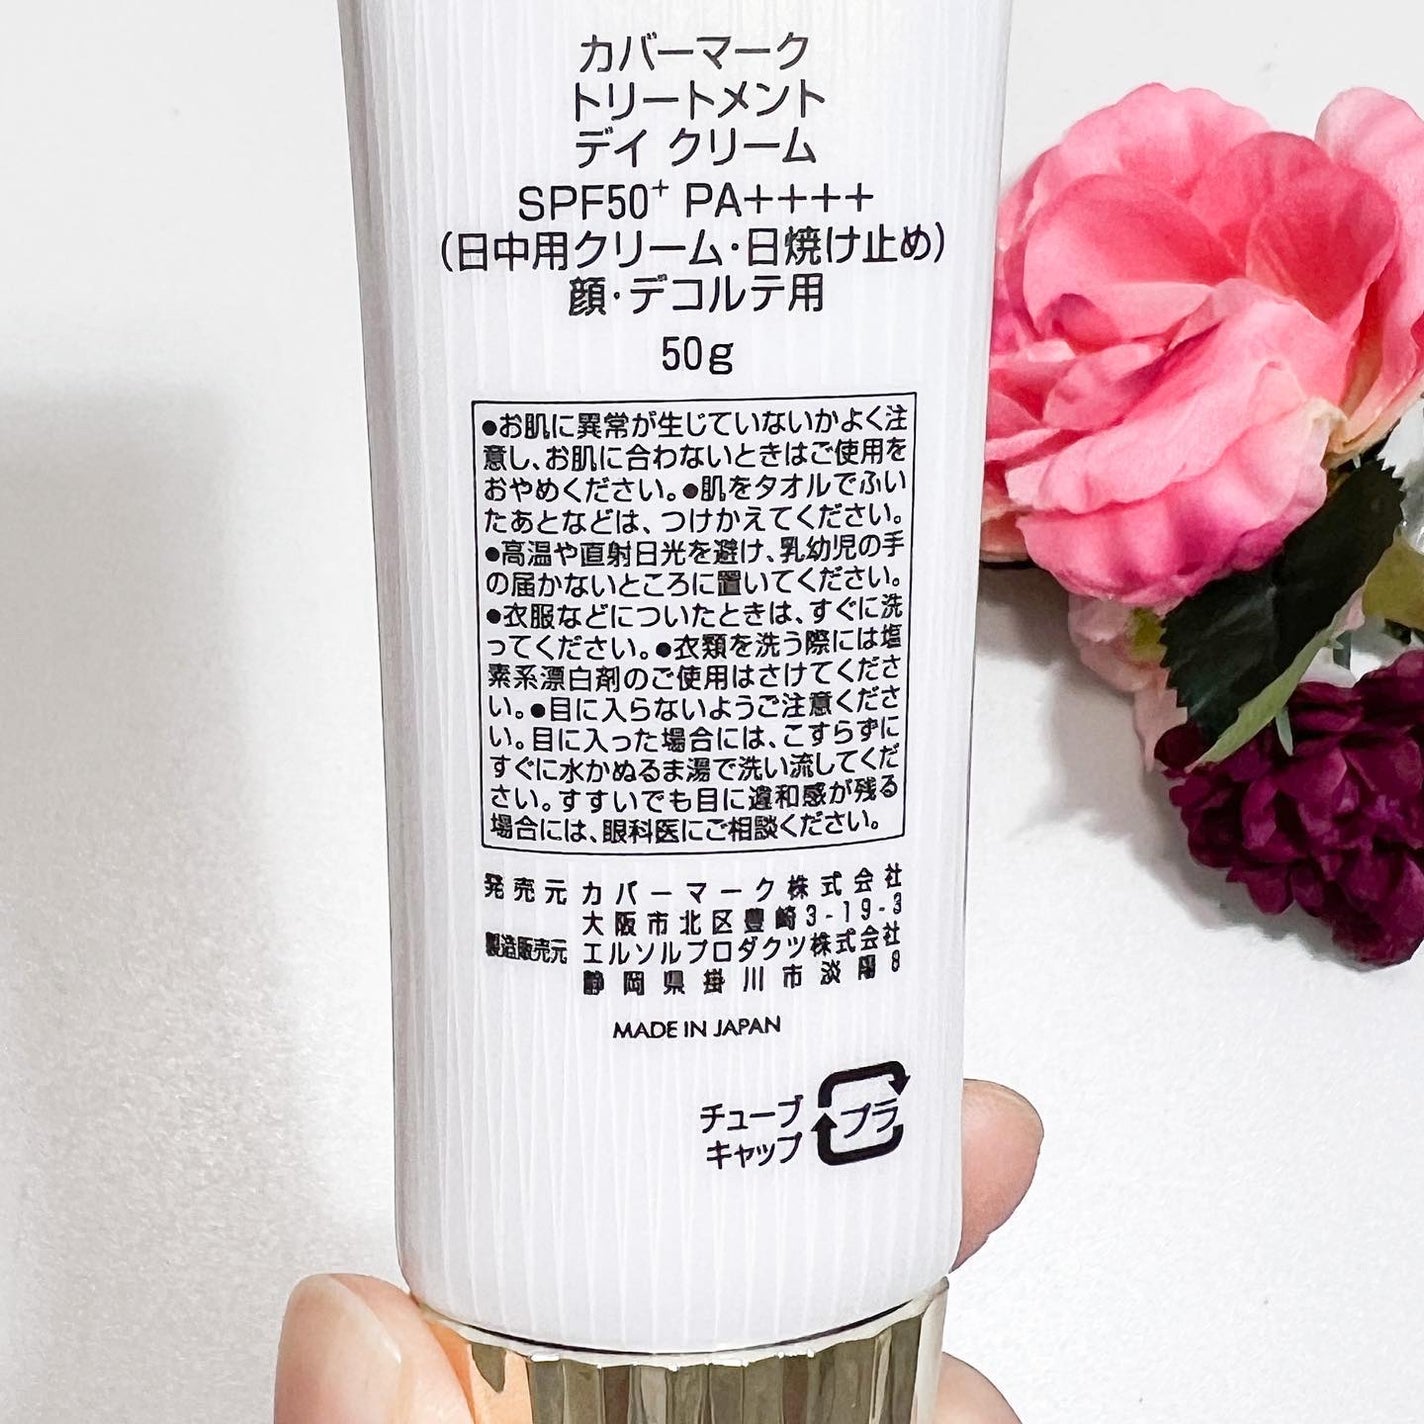 カバーマーク
トリートメント
デイ クリーム
SPF50⁺ PA++++
(日中用クリーム・日焼け止め)
顔・デコルテ用
50g
●お肌に異常が生じていないかよく注
意し、お肌に合わないときはご使用を
おやめください。●肌をタオルでふい
たあとなどは、つけかえてください。
●高温や直射日光を避け、乳幼児の手
の届かないところに置いてください。
●衣服などについたときは、すぐに洗
ってください。●衣類を洗う際には塩
素系漂白剤のご使用はさけてくださ
い。●目に入らないようご注意くださ
い。目に入った場合には、こすらずに
すぐに水かぬるま湯で洗い流してくだ
さい。すすいでも目に違和感が残る
場合には、眼科医にご相談ください。
発売元 カバーマーク株式会社
大阪市北区豊崎3-19-3
製造販売元 エルソルプロダクツ株式会社
静岡県掛川市淡陽8
MADE IN JAPAN
チューブ
キャップ
プラ